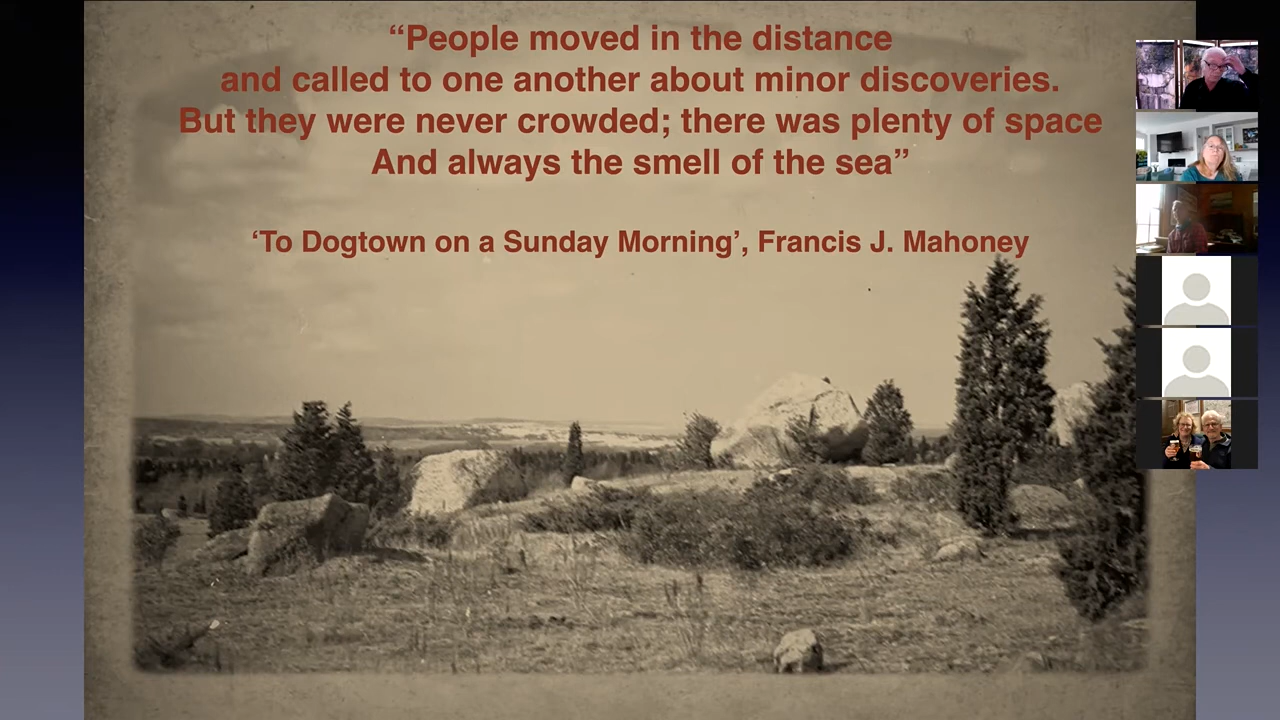 “People moved in the distance
and called to one another about minor discoveries.
But they were never crowded; there was plenty of space
And always the smell of the sea”
‘To Dogtown on a Sunday Morning’, Francis J. Mahoney